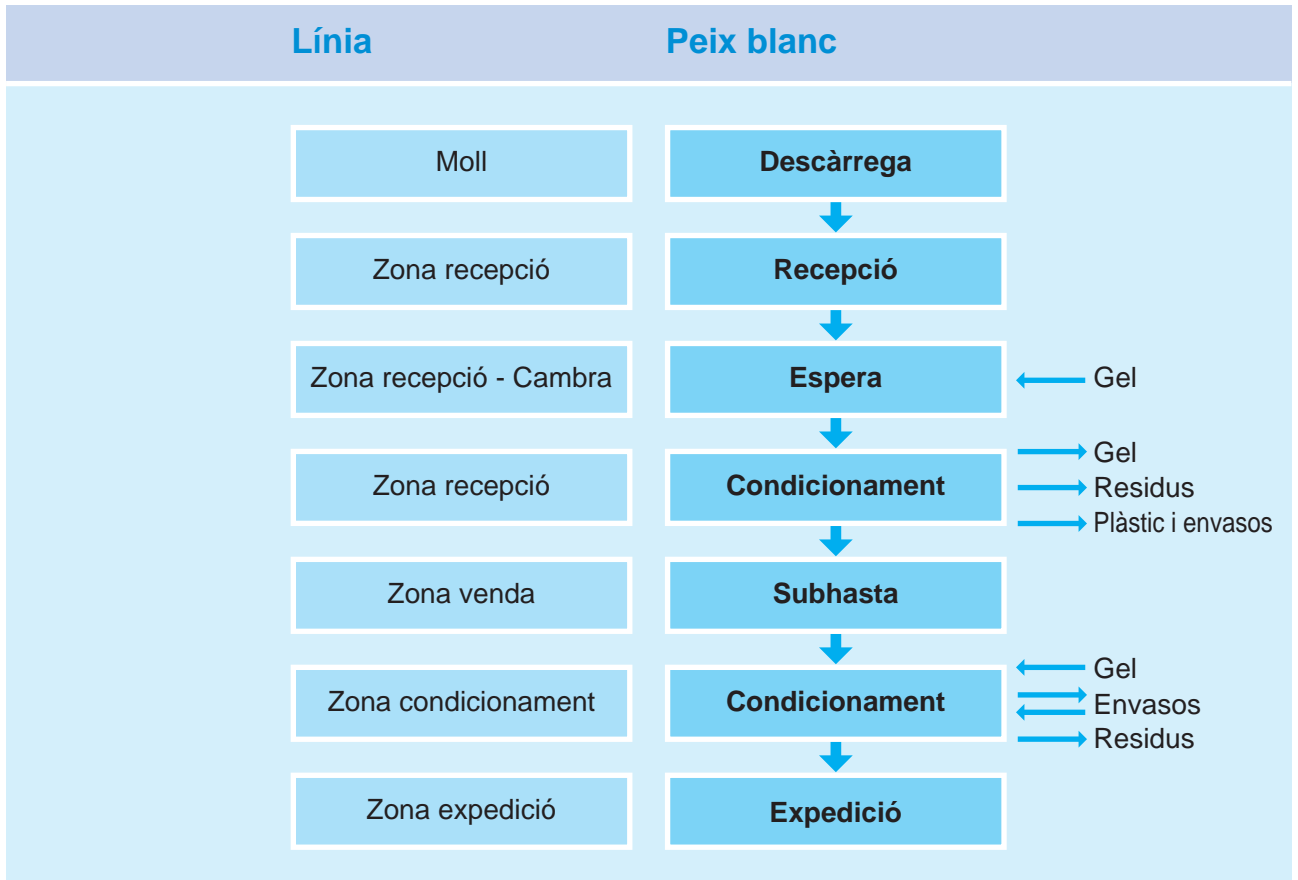 Línia Peix blanc
Moll Descàrrega
Zona recepció Recepció
Zona recepció - Cambra Espera Gel
Gel
Zona recepció Condicionament Residus
Plàstic i envasos
Zona venda Subhasta
Gel
Zona condicionament Condicionament Envasos
Residus
Zona expedició Expedició